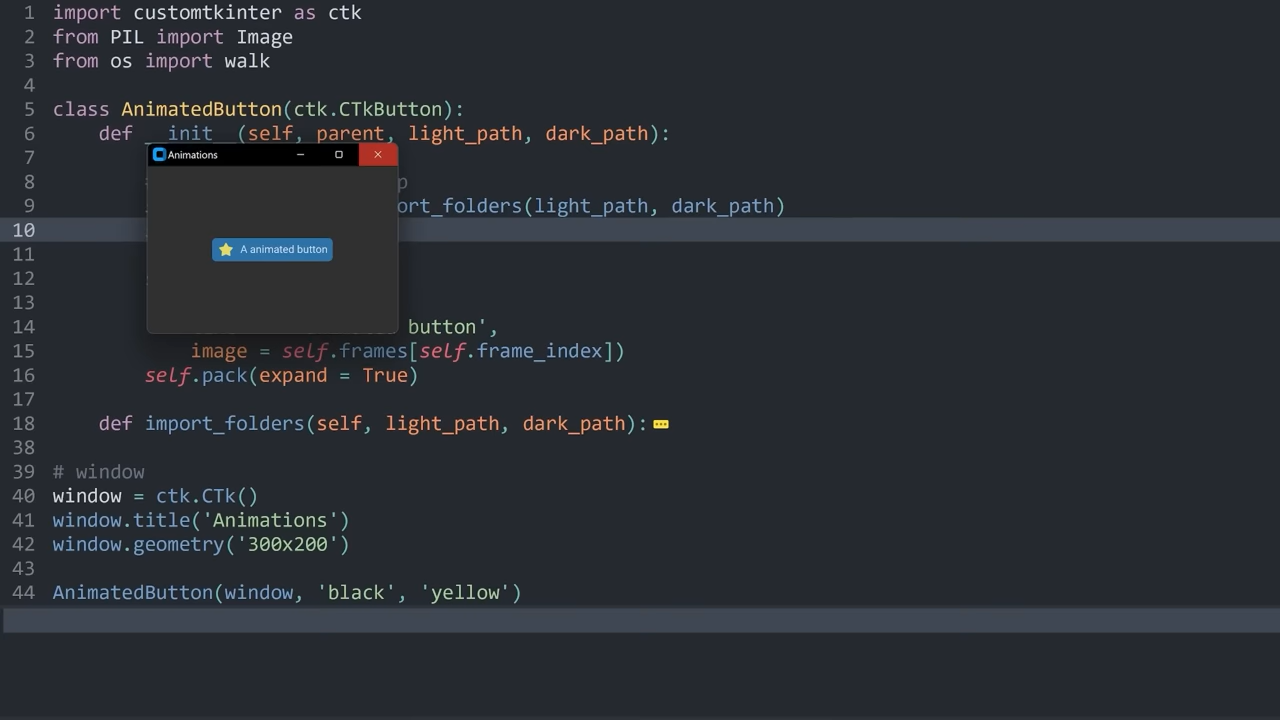 1 import customtkinter as ctk
2 from PIL import Image
3 from os import walk
4
5 class AnimatedButton(ctk.CTkButton):
6 def __init__(self, parent, light_path, dark_path):
Animations
7
8 p
9 ort_folders(light_path, dark_path)
10
A animated button
11
12
13
14 button',
15 image = self.frames[self.frame_index])
16 self.pack(expand = True)
17
18 def import_folders(self, light_path, dark_path):
38
39 # window
40 window = ctk.CTk()
41 window.title('Animations')
42 window.geometry('300x200')
43
44 AnimatedButton(window, 'black', 'yellow')